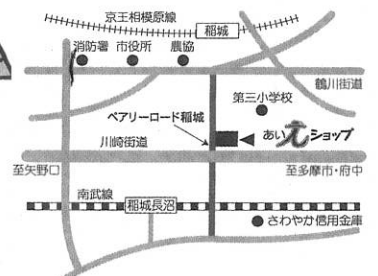 京王相模原線
稲城
消防署
市役所
農協
鶴川街道
第三小学校
ペアリーロード稲城
あいえショップ
川崎街道
至矢野口
至多摩市・府中
南武線
稲城長沼
さわやか信用金庫